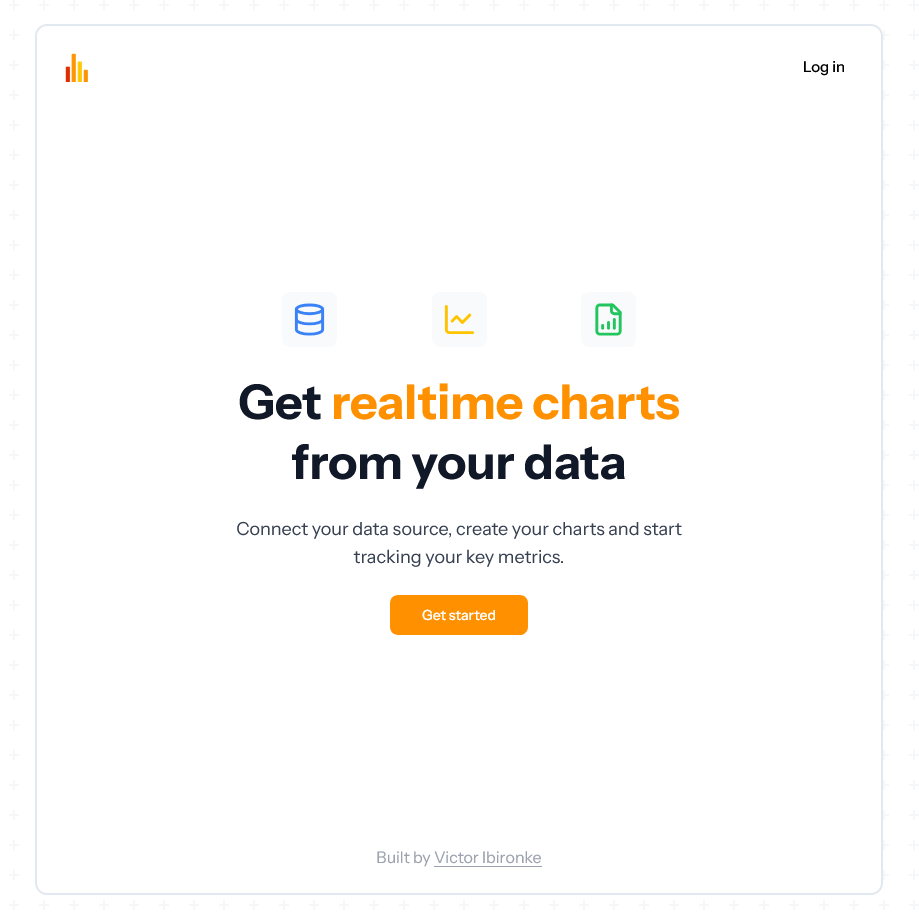 Log in
Get realtime charts
from your data
Connect your data source, create your charts and start
tracking your key metrics.
Get started
Built by Victor Ibironke